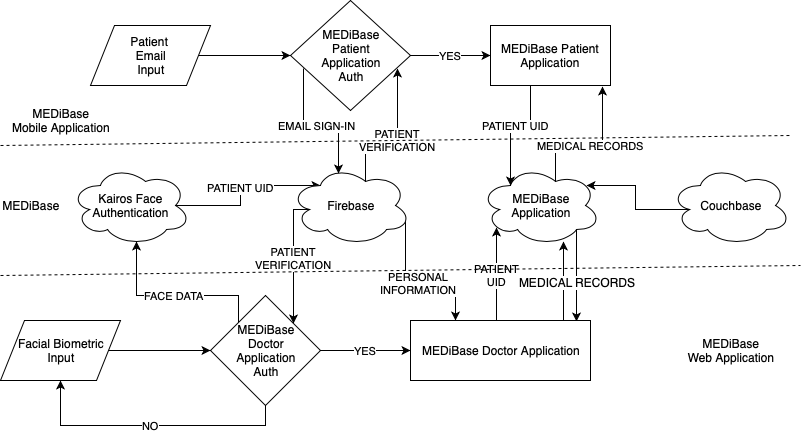 Patient
Email
Input
MEDiBase
Patient
Application
Auth
YES
MEDiBase Patient
Application
MEDiBase
Mobile Application
EMAIL SIGN-IN
PATIENT
VERIFICATION
PATIENT UID
MEDICAL RECORDS
MEDiBase
Kairos Face
Authentication
PATIENT UID
Firebase
MEDiBase
Application
Couchbase
PATIENT
VERIFICATION
PERSONAL
INFORMATION
PATIENT
UID
MEDICAL RECORDS
FACE DATA
Facial Biometric
Input
MEDiBase
Doctor
Application
Auth
YES
MEDiBase Doctor Application
MEDiBase
Web Application
NO